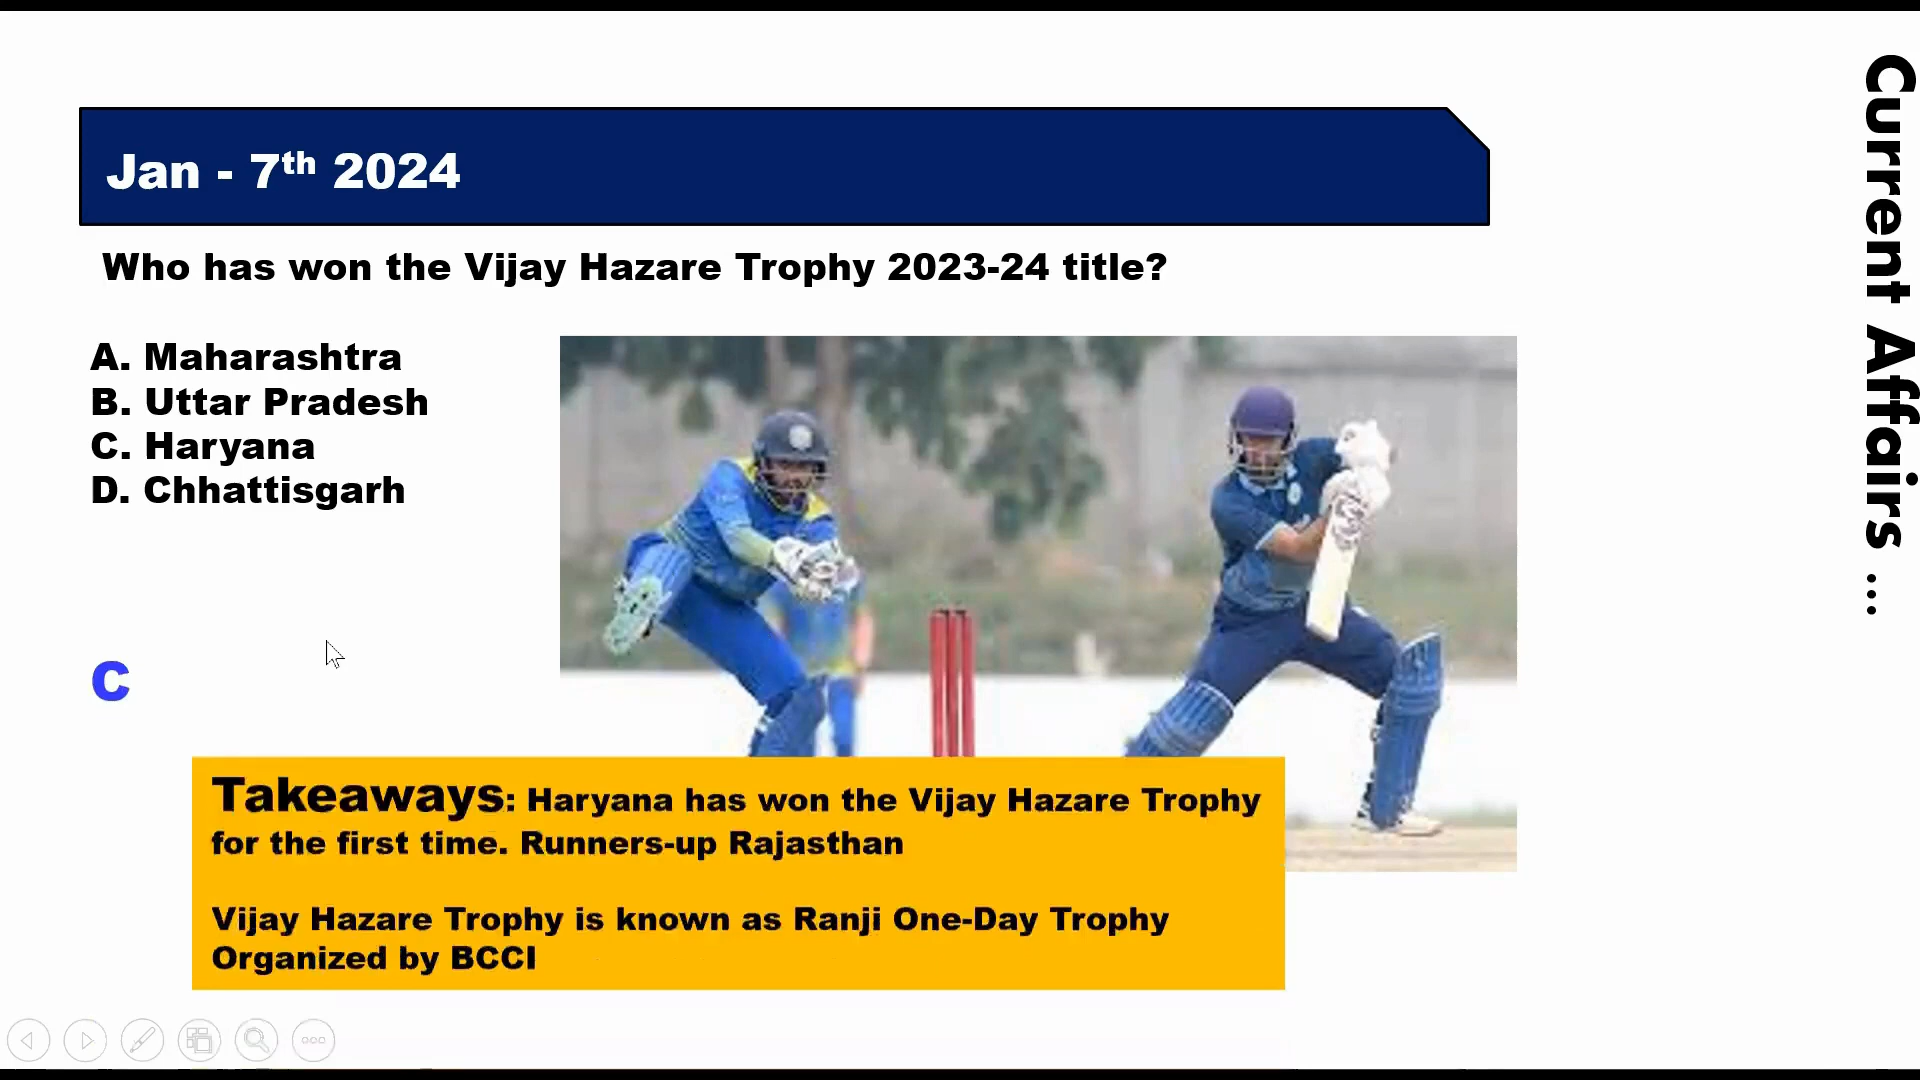 Jan - 7th 2024
Who has won the Vijay Hazare Trophy 2023-24 title?
A. Maharashtra
B. Uttar Pradesh
C. Haryana
D. Chhattisgarh
C
Takeaways: Haryana has won the Vijay Hazare Trophy
for the first time. Runners-up Rajasthan
Vijay Hazare Trophy is known as Ranji One-Day Trophy
Organized by BCCI
Current Affairs ...